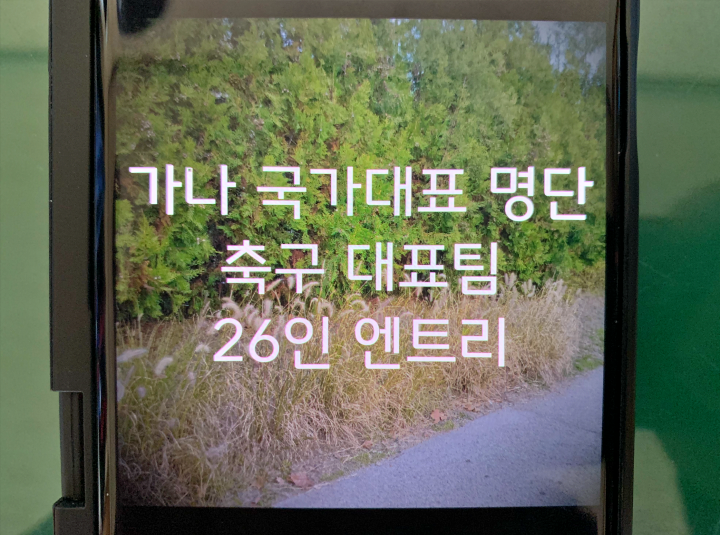 가나 국가대표 명단
축구 대표팀
26인 엔트리